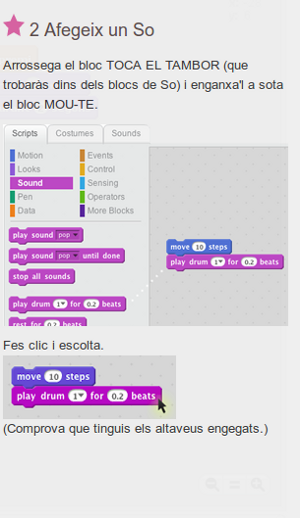 2 Afegeix un So
Arrossega el bloc TOCA EL TAMBOR (que
trobaràs dins dels blocs de So) i enganxa'l a sota
el bloc MOU-TE.
Scripts Costumes Sounds
Motion Events
Looks Control
Sound Sensing
Pen Operators
Data More Blocks
play sound pop
play sound pop until done
stop all sounds
move 10 steps
play drum 1 for 0.2 beats
play drum 1 for 0.2 beats
rest for 0.2 beats
Fes clic i escolta.
move 10 steps
play drum 1 for 0.2 beats
(Comprova que tinguis els altaveus engegats.)